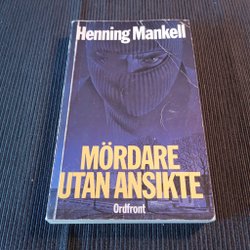 Henning Mankell
MÖRDARE
UTAN ANSIKTE
Ordfront